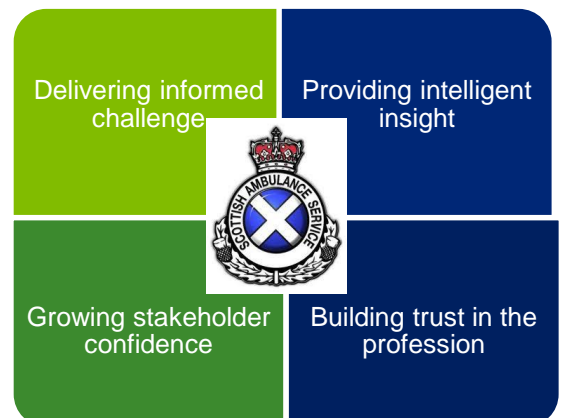 Delivering informed
challenge
Providing intelligent
insight
SCOTTISH AMBULANCE SERVICE
Growing stakeholder
confidence
Building trust in the
profession